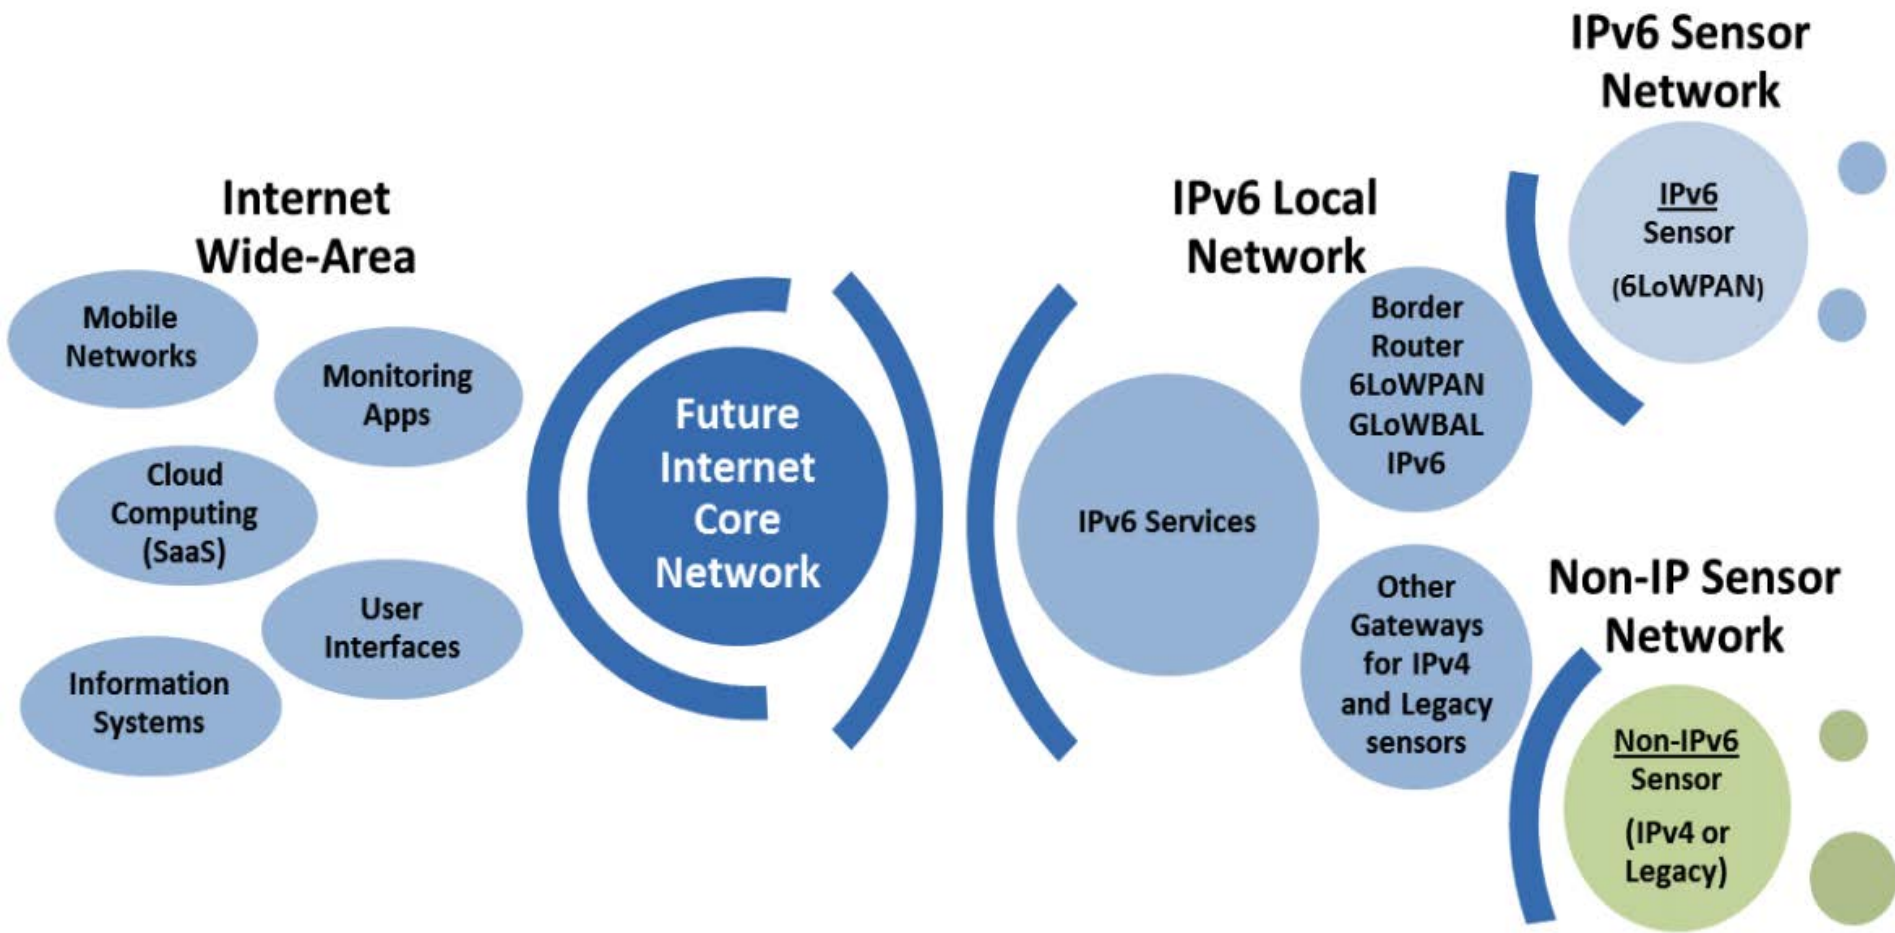 Internet
Wide-Area
Mobile
Networks
Monitoring
Apps
Cloud
Computing
(SaaS)
User
Interfaces
Information
Systems
Future
Internet
Core
Network
IPv6 Local
Network
IPv6 Services
Border
Router
6LoWPAN
GLoWBAL
IPv6
Other
Gateways
for IPv4
and Legacy
sensors
IPv6 Sensor
Network
IPv6
Sensor
(6LoWPAN)
Non-IP Sensor
Network
Non-IPv6
Sensor
(IPv4 or
Legacy)